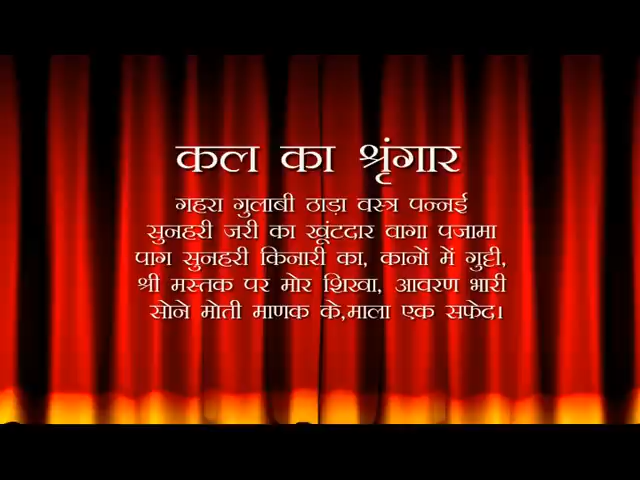 कल का श्रृंगार
गहरा गुलाबी ठाड़ा वस्त्र पन्नई
सुनहरी जरी का खूंटदार वागा पजामा
पाग सुनहरी किनारी का, कानों में गुट्टी,
श्री मस्तक पर मोर शिखा, आवरण भारी
सोने मोती माणक के,माला एक सफेद।